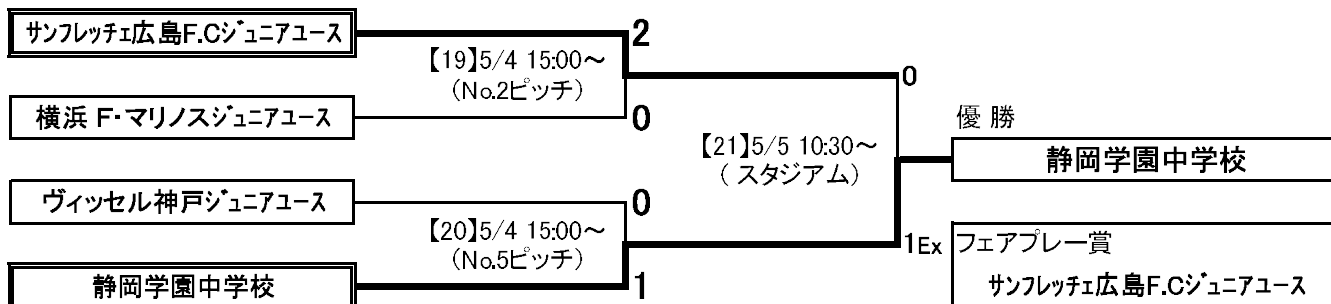 サンフレッチェ広島F.Cジュニアユース
2
【19】5/4 15:00～
(No.2ピッチ)
0
横浜 F・マリノスジュニアユース
0
優 勝
【21】5/5 10:30～
( スタジアム)
静岡学園中学校
ヴィッセル神戸ジュニアユース
0
【20】5/4 15:00～
(No.5ピッチ)
1Ex
フェアプレー賞
静岡学園中学校
1
サンフレッチェ広島F.Cジュニアユース